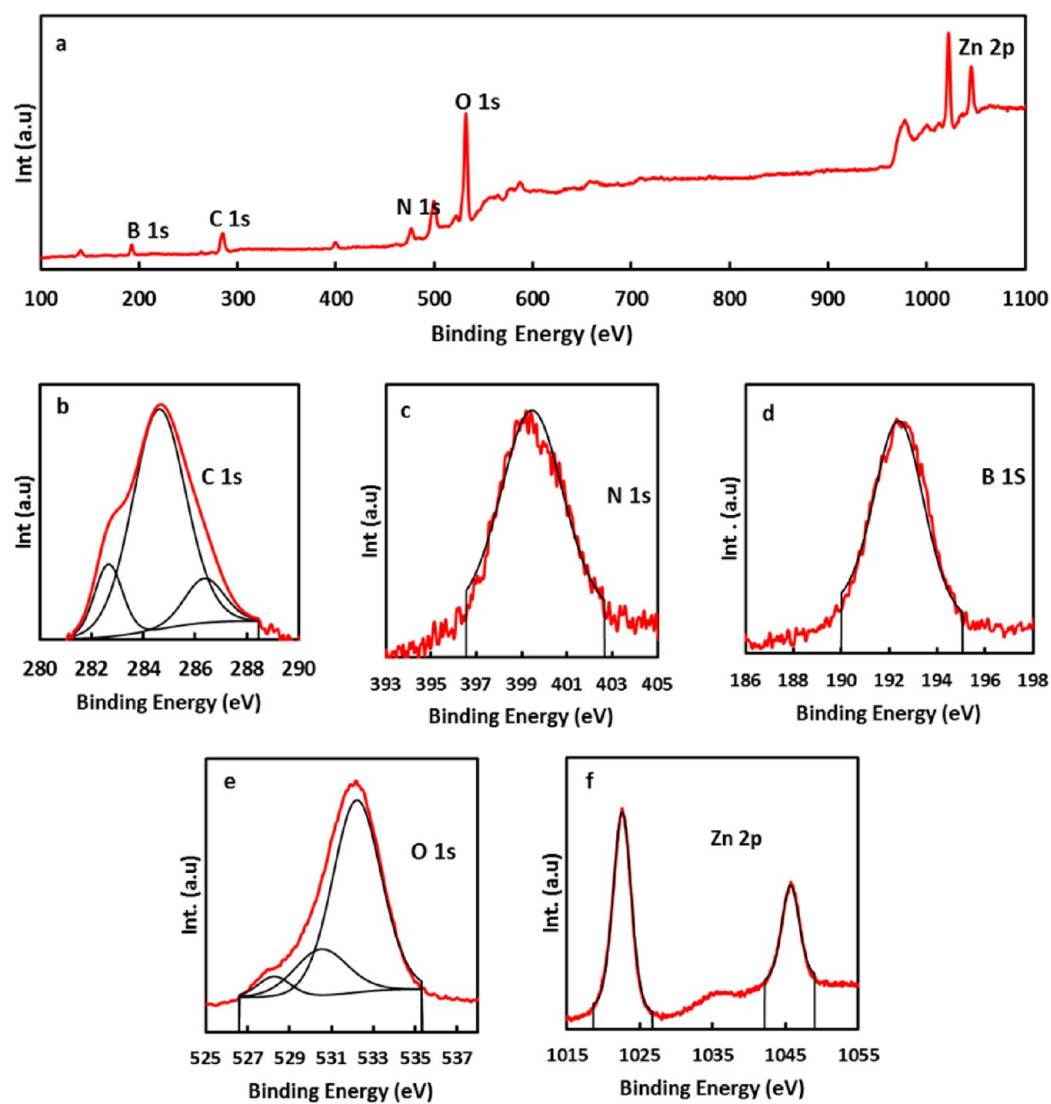 a
Zn 2p
O 1s
N 1s
C 1s
B 1s
Int (a.u)
100 200 300 400 500 600 700 800 900 1000 1100
Binding Energy (eV)
b
C 1s
Int (a.u)
280 282 284 286 288 290
Binding Energy (eV)
c
N 1s
Int (a.u)
393 395 397 399 401 403 405
Binding Energy (eV)
d
B 1S
Int . (a.u)
186 188 190 192 194 196 198
Binding Energy (eV)
e
O 1s
Int. (a.u)
525 527 529 531 533 535 537
Binding Energy (eV)
f
Zn 2p
Int. (a.u)
1015 1025 1035 1045 1055
Binding Energy (eV)